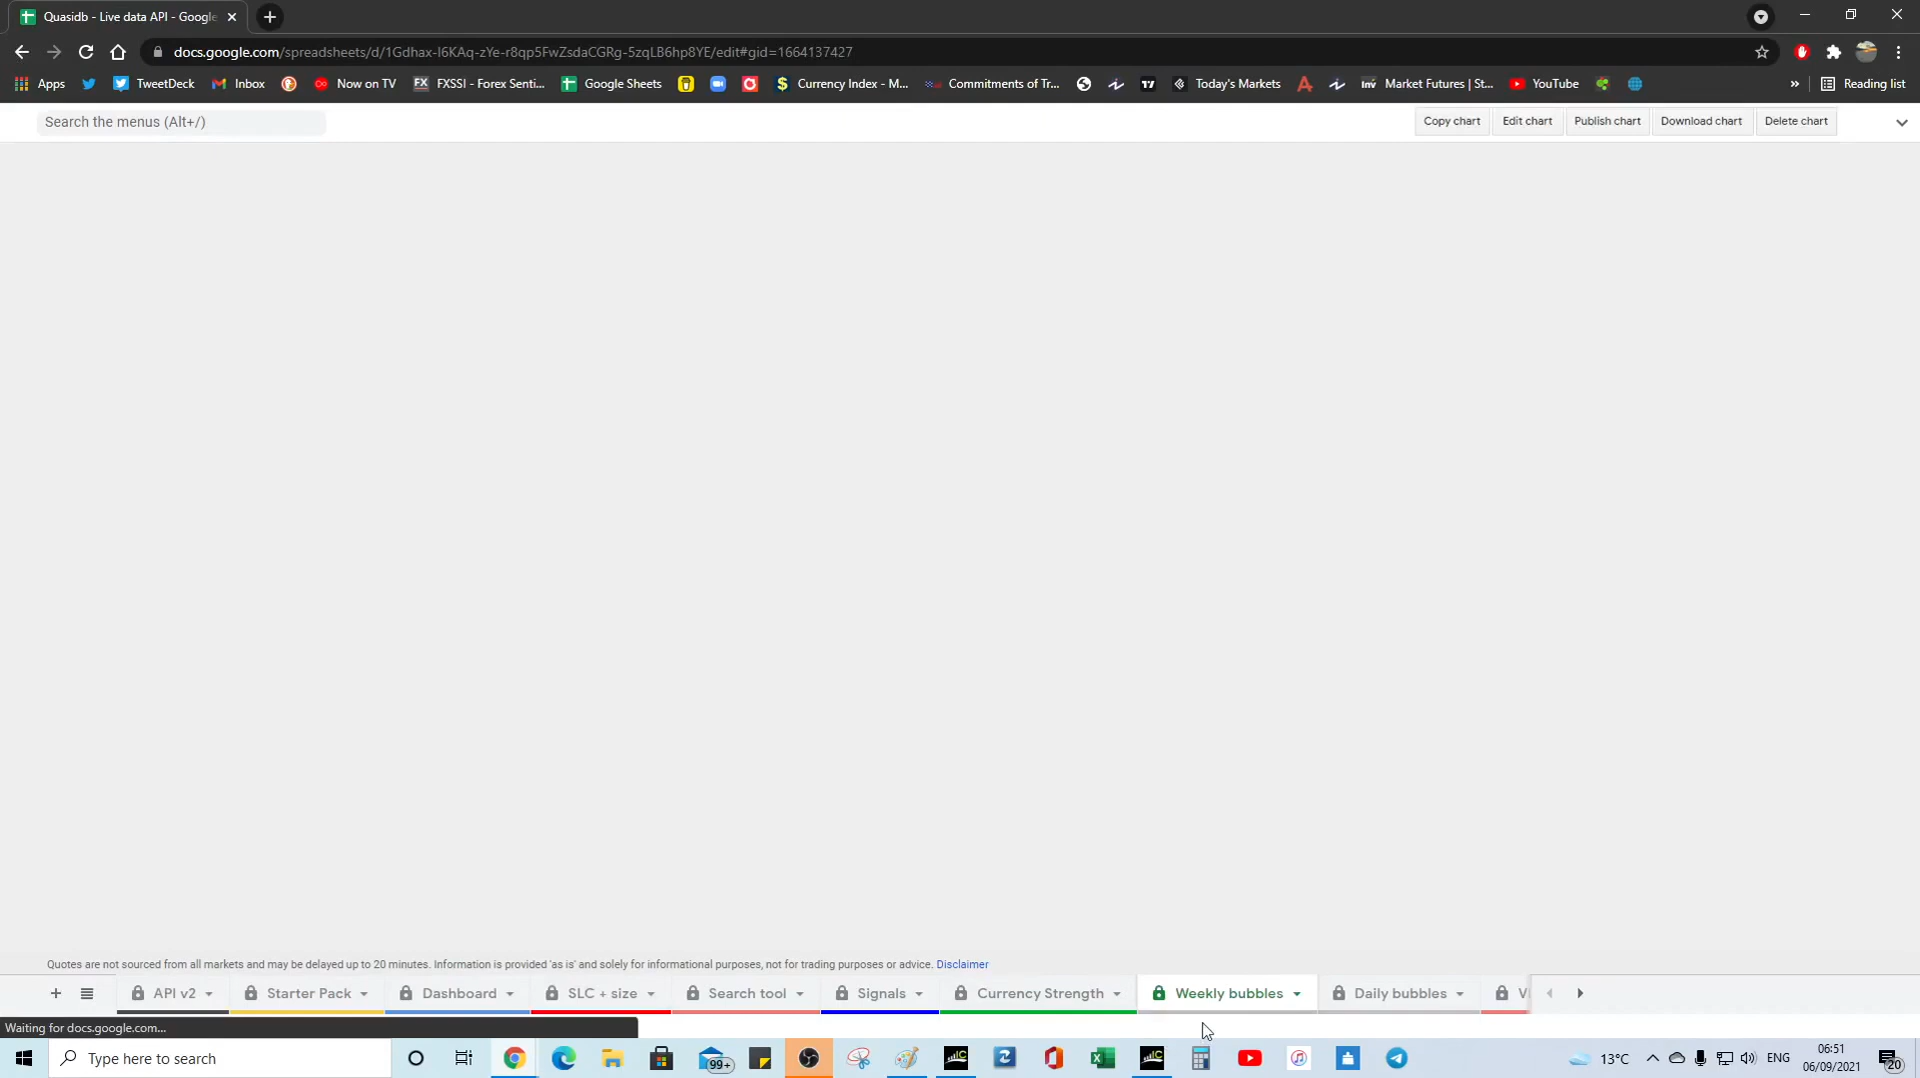 Quasidb - Live data API - Google
docs.google.com/spreadsheets/d/1Gdhax-I6KAq-zYe-r8qp5FwZsdaCGRg-5zqLB6hp8YE/edit#gid=1664137427
Apps TweetDeck Inbox Now on TV FXSSI - Forex Senti... Google Sheets Currency Index - M... Commitments of Tr... Today's Markets Inv Market Futures | St... YouTube » Reading list
Search the menus (Alt+/) Copy chart Edit chart Publish chart Download chart Delete chart
Quotes are not sourced from all markets and may be delayed up to 20 minutes. Information is provided 'as is' and solely for informational purposes, not for trading purposes or advice. Disclaimer
+ API v2 Starter Pack Dashboard SLC + size Search tool Signals Currency Strength Weekly bubbles Daily bubbles
Waiting for docs.google.com...
Type here to search 99+ 13°C ENG 06:51
06/09/2021 20